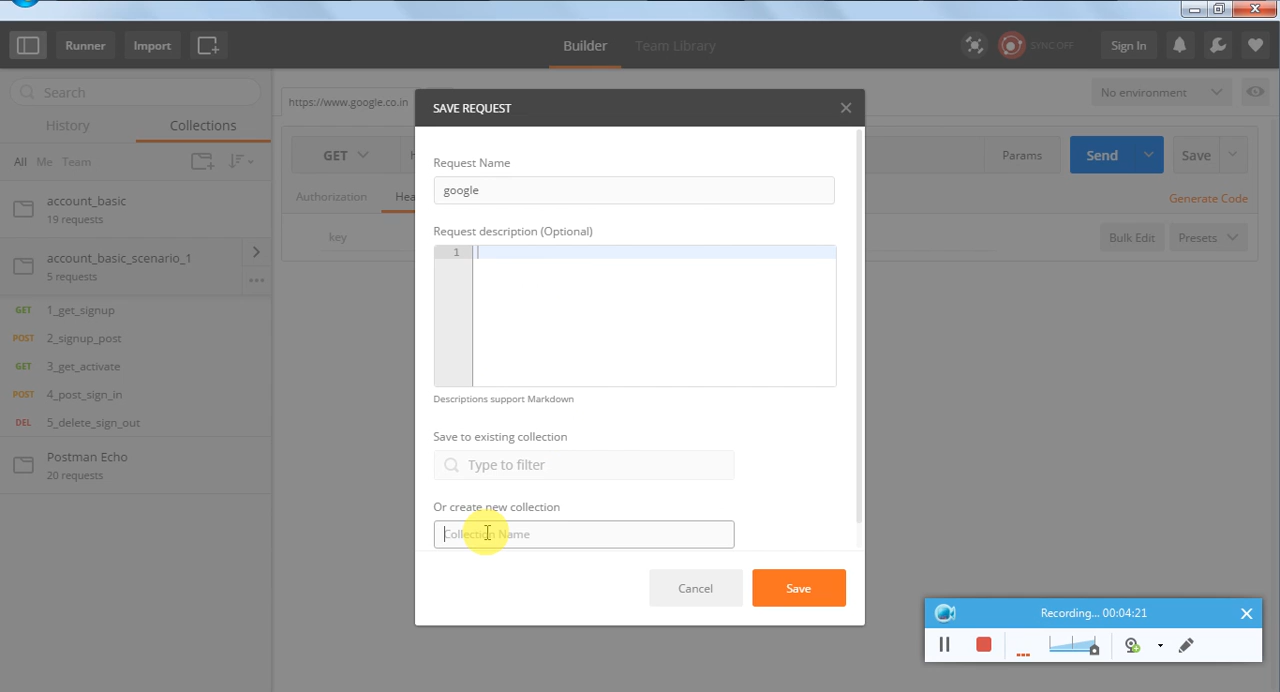 Runner
Import
Builder
Team Library
SYNC OFF
Sign In
Search
History
Collections
All Me Team
account_basic
19 requests
account_basic_scenario_1
5 requests
GET 1_get_signup
POST 2_signup_post
GET 3_get_activate
POST 4_post_sign_in
DEL 5_delete_sign_out
Postman Echo
20 requests
https://www.google.co.in
No environment
GET
Params
Send
Save
Authorization
Generate Code
key
Bulk Edit
Presets
SAVE REQUEST
Request Name
google
Request description (Optional)
1
Descriptions support Markdown
Save to existing collection
Type to filter
Or create new collection
Collection Name
Cancel
Save
Recording... 00:04:21